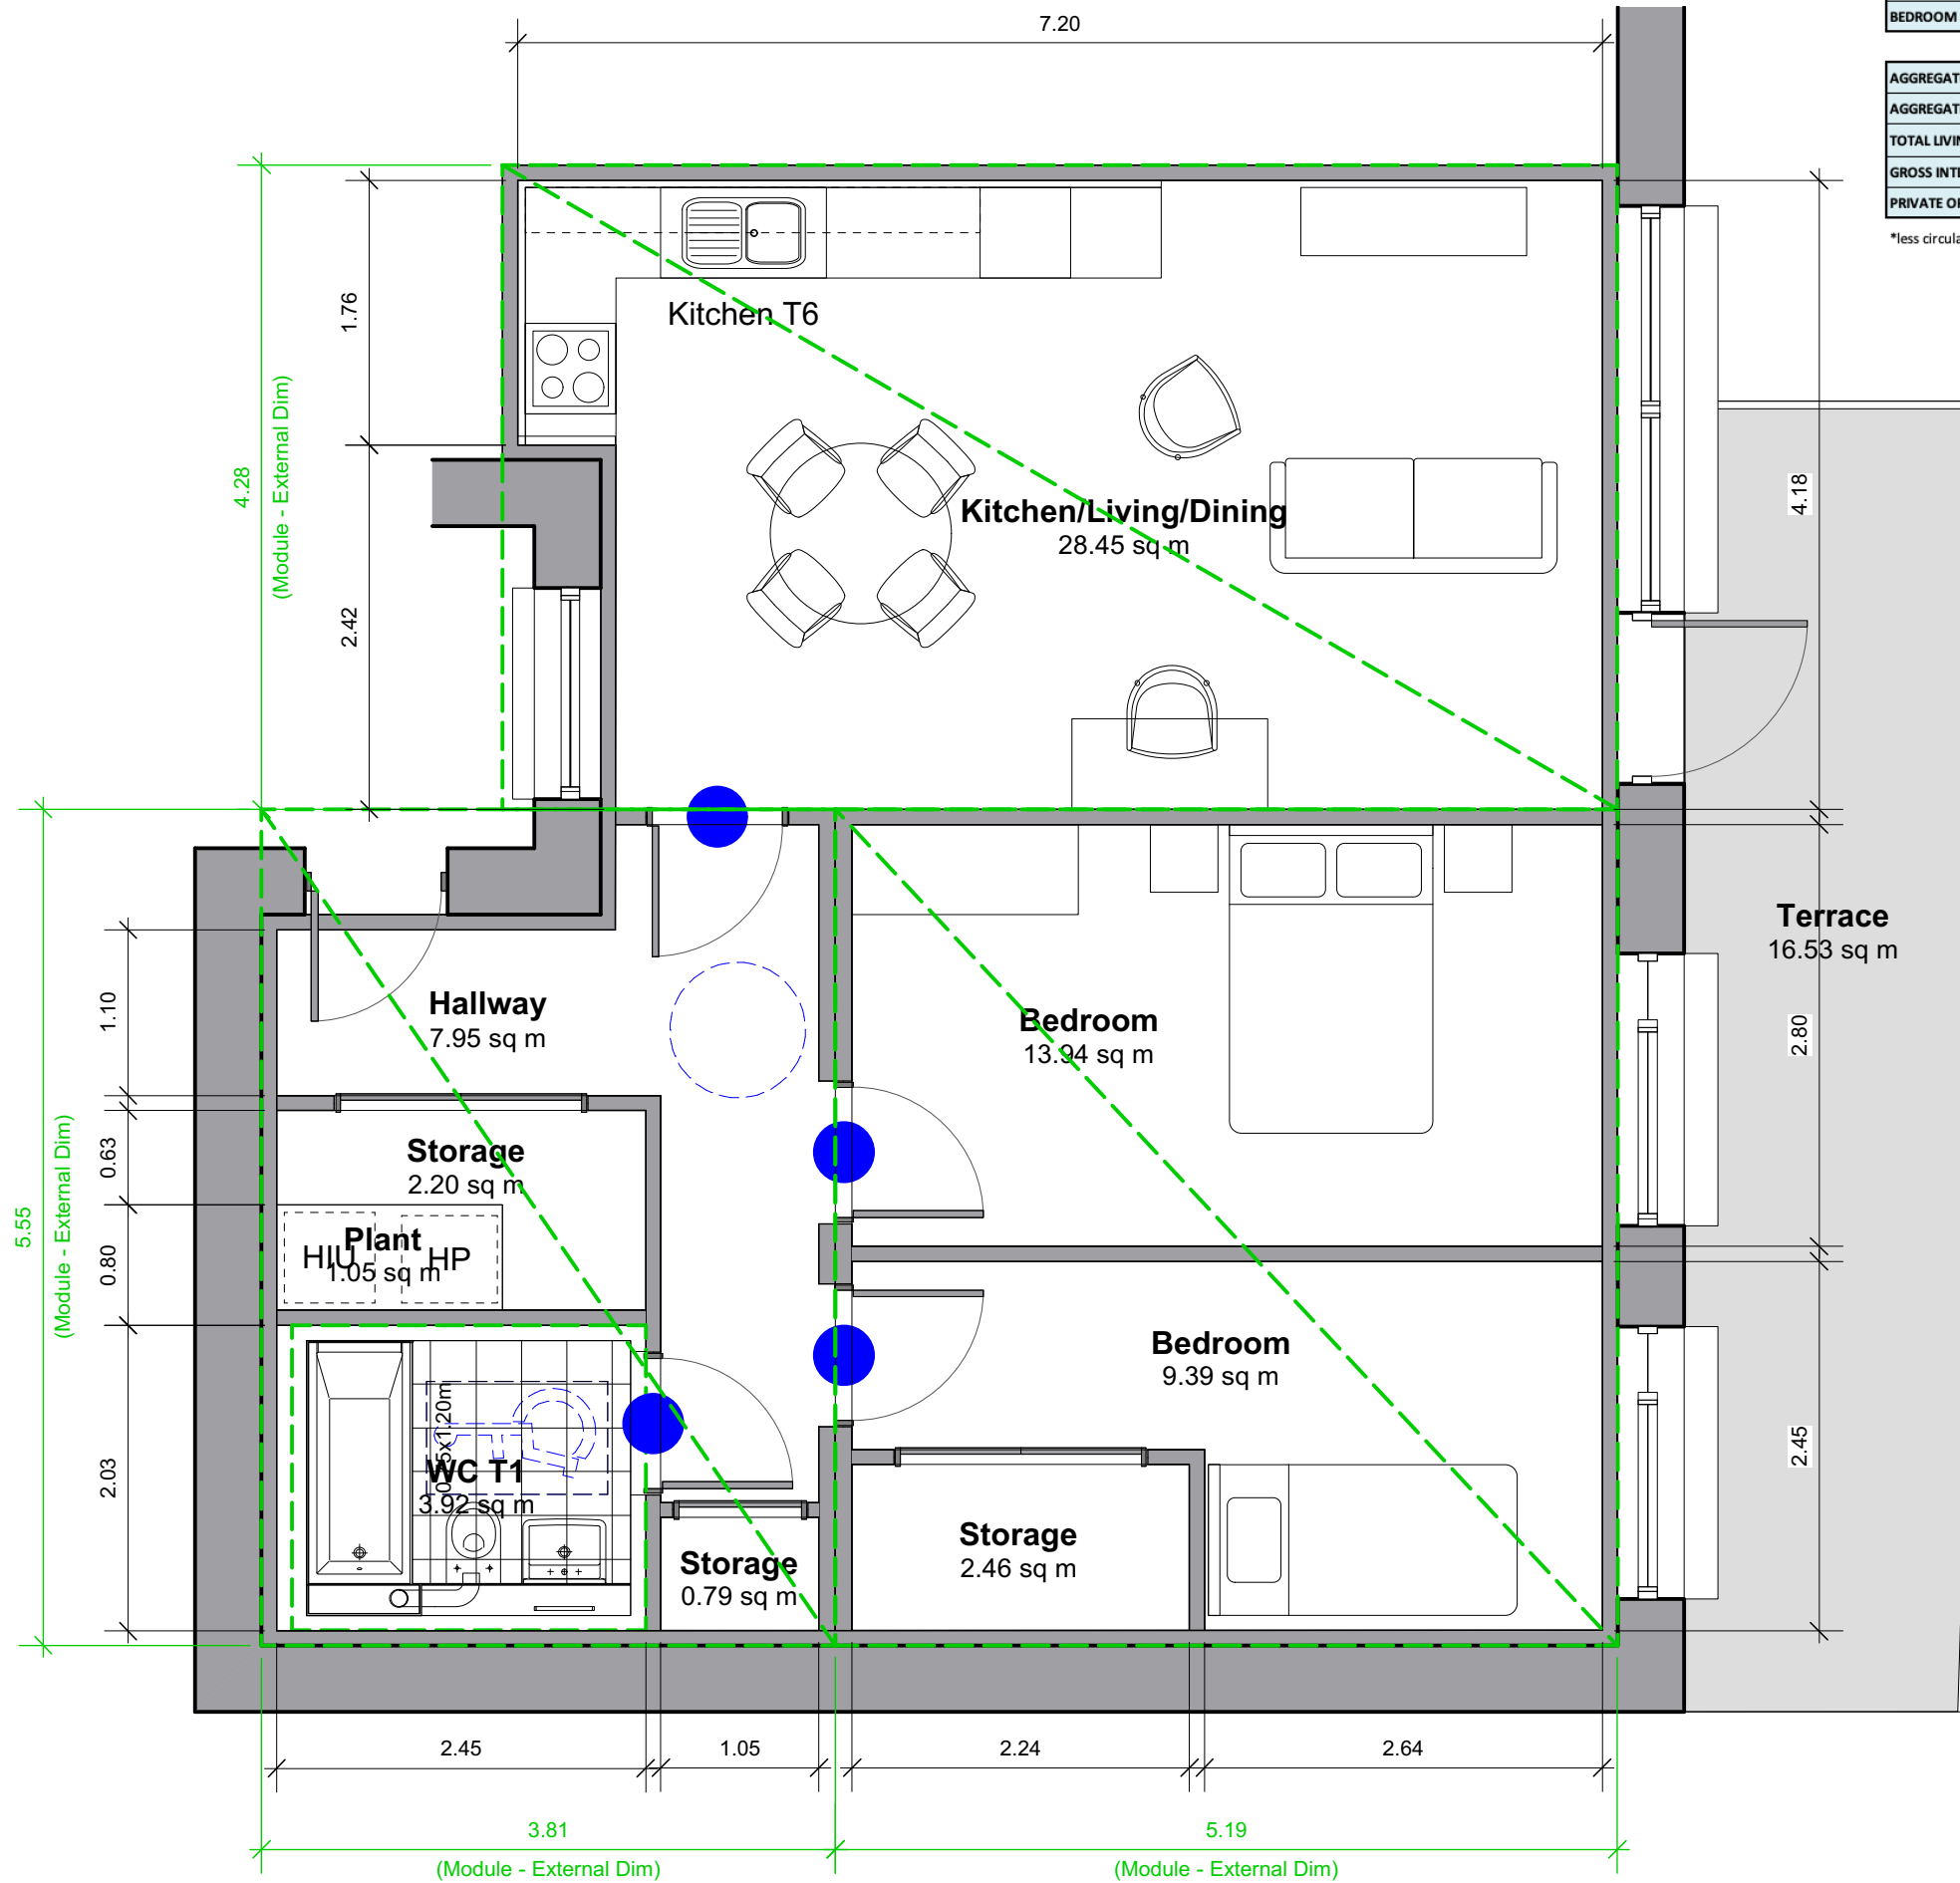 7.20
BEDROOM
AGGREGAT
AGGREGAT
TOTAL LIVIN
GROSS INTE
PRIVATE OP
*less circula
1.76
Kitchen T6
4.28
(Module - External Dim)
2.42
Kitchen/Living/Dining
28.45 sq m
4.18
Terrace
16.53 sq m
1.10
Hallway
7.95 sq m
Bedroom
13.94 sq m
2.80
0.63
Storage
2.20 sq m
5.55
(Module - External Dim)
0.80
Plant
HIU
HP
1.05 sq m
Bedroom
9.39 sq m
2.03
WC T1
3.92 sq m
2.45
Storage
0.79 sq m
Storage
2.46 sq m
2.45
1.05
2.24
2.64
3.81
(Module - External Dim)
5.19
(Module - External Dim)